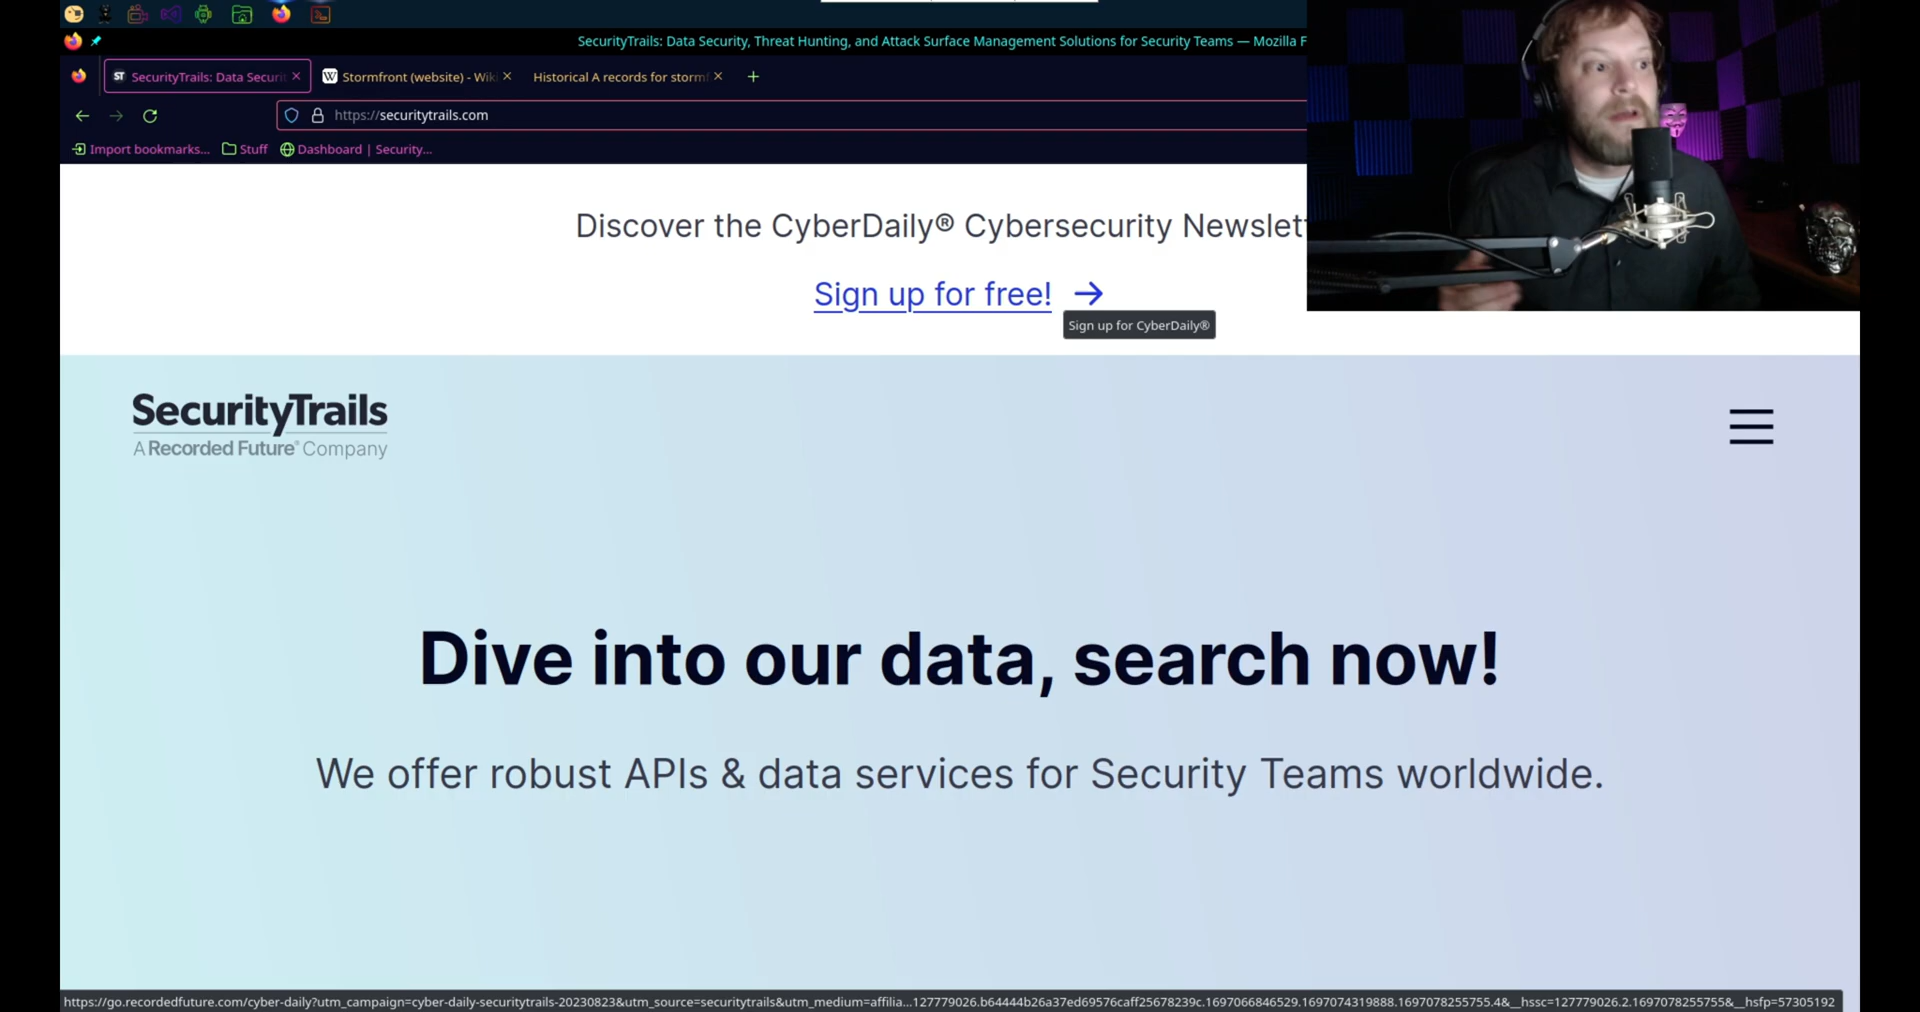 SecurityTrails: Data Security, Threat Hunting, and Attack Surface Management Solutions for Security Teams — Mozilla F
ST SecurityTrails: Data Securi
W Stormfront (website) - Wik
Historical A records for stormf
https://securitytrails.com
Import bookmarks...
Stuff
Dashboard | Security...
Discover the CyberDaily® Cybersecurity Newslett
Sign up for free! →
Sign up for CyberDaily®
SecurityTrails
A Recorded Future® Company
Dive into our data, search now!
We offer robust APIs & data services for Security Teams worldwide.
https://go.recordedfuture.com/cyber-daily?utm_campaign=cyber-daily-securitytrails-20230823&utm_source=securitytrails&utm_medium=affilia...127779026.b64444b26a37ed69576caff25678239c.1697066846529.1697074319888.1697078255755.4&__hssc=127779026.2.1697078255755&__hsfp=57305192